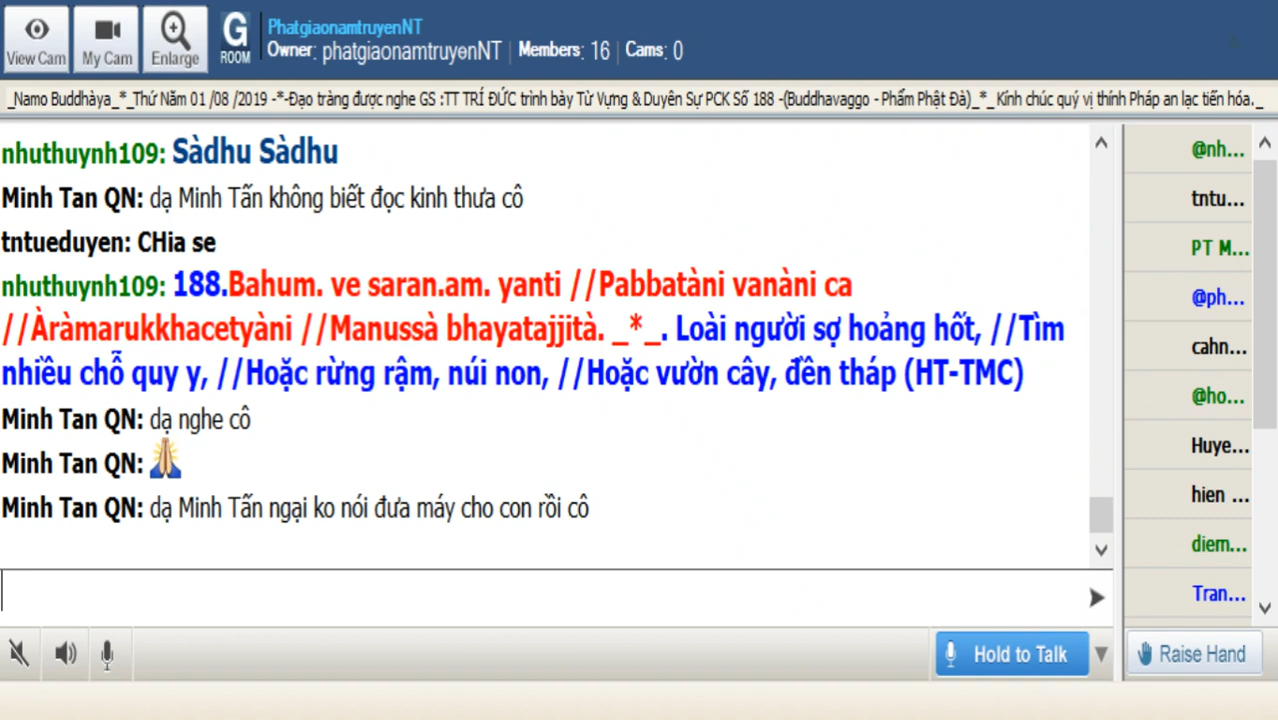 View Cam
My Cam
Enlarge
G
ROOM
PhatgiaonamtruyenNT
Owner: phatgiaonamtruyenNT | Members: 16 | Cams: 0
_Namo Buddhàya_*_Thứ Năm 01 /08 /2019 -*-Đạo tràng được nghe GS :TT TRÍ ĐỨC trình bày Từ Vựng & Duyên Sự PCK Số 188 -(Buddhavaggo - Phẩm Phật Đà)_*_ Kính chúc quý vị thính Pháp an lạc tiến hóa._
nhuthuynh109: Sàdhu Sàdhu
Minh Tan QN: dạ Minh Tấn không biết đọc kinh thưa cô
tntueduyen: CHia se
nhuthuynh109: 188.Bahum. ve saran.am. yanti //Pabbatàni vanàni ca
//Àràmarukkhacetyàni //Manussà bhayatajjità. _*_. Loài người sợ hoảng hốt, //Tìm
nhiều chỗ quy y, //Hoặc rừng rậm, núi non, //Hoặc vườn cây, đền tháp (HT-TMC)
Minh Tan QN: dạ nghe cô
Minh Tan QN: 🙏
Minh Tan QN: dạ Minh Tấn ngại ko nói đưa máy cho con rồi cô
@nh...
tntu...
PT M...
@ph...
cahn...
@ho...
Huye...
hien ...
diem...
Tran...
Hold to Talk
Raise Hand